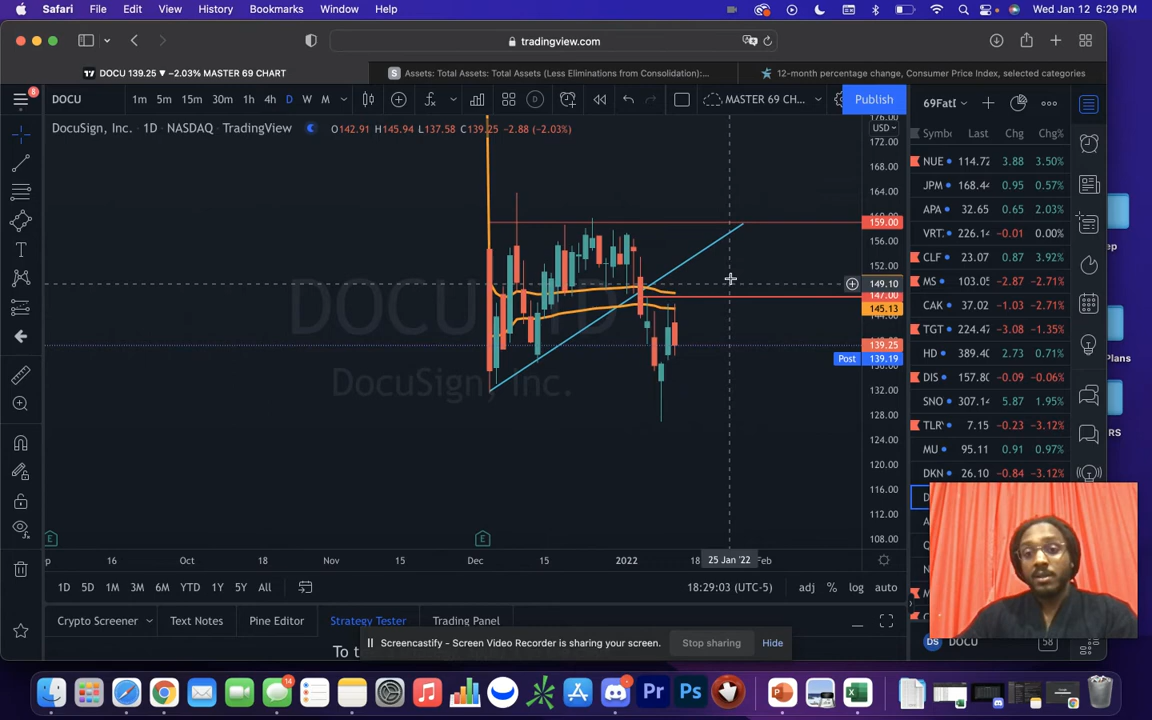 Safari File Edit View History Bookmarks Window Help Wed Jan 12 6:29 PM
tradingview.com
DOCU 139.25 ▼ −2.03% MASTER 69 CHART
Assets: Total Assets: Total Assets (Less Eliminations from Consolidation):...
12-month percentage change, Consumer Price Index, selected categories
8
DOCU 1m 5m 15m 30m 1h 4h D W M
MASTER 69 CH...
Publish
69Fat
DocuSign, Inc. · 1D · NASDAQ · TradingView
O142.91 H145.94 L137.58 C139.25 −2.88 (−2.03%)
USD
Last Chg Chg%
NUE 114.72 3.88 3.50%
JPM 168.4 0.95 0.57%
APA 32.65 0.65 2.03%
VRT. 226.1 −0.01 0.00%
CLF 23.07 0.87 3.92%
MS 103.0 −2.87 −2.71%
CAK 37.02 −1.03 −2.71%
TGT 224.4 −3.08 −1.35%
HD 389.4 2.73 0.71%
DIS 157.8 −0.09 −0.06%
SNO 307.1 5.87 1.95%
TLR 7.15 −0.23 −3.12%
MU 95.11 0.91 0.97%
DKN 26.10 −0.84 −3.12%
DOCU
58
176.00
172.00
168.00
164.00
159.00
156.00
152.00
149.10
147.00
145.13
139.25
Post 139.19
132.00
128.00
124.00
120.00
116.00
112.00
108.00
DocuSign, Inc.
E
E
16 Oct 18 Nov 15 Dec 15 2022 18 25 Jan '22 Feb
1D 5D 1M 3M 6M YTD 1Y 5Y All
18:29:03 (UTC-5) adj % log auto
Crypto Screener Text Notes Pine Editor Strategy Tester Trading Panel
Screencastify - Screen Video Recorder is sharing your screen. Stop sharing Hide
To t
ep
Plans
RS
14
Pr
Ps